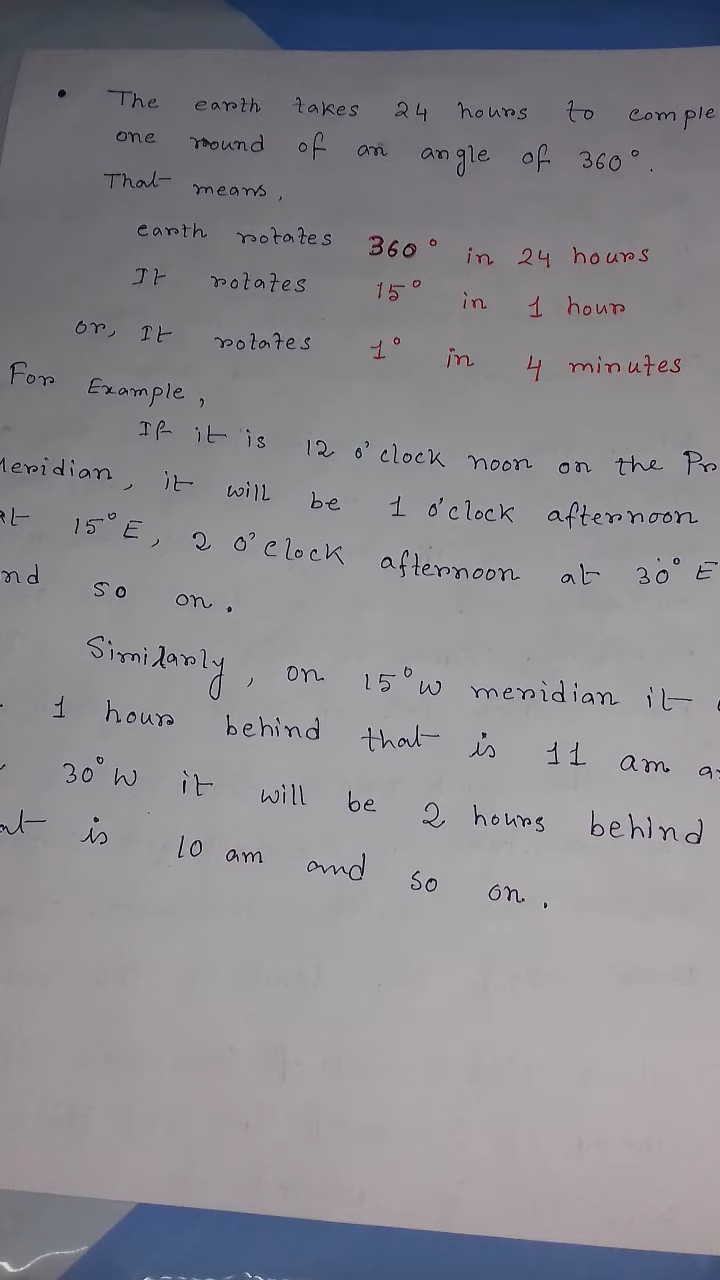 • The earth takes 24 hours to comple
one round of an angle of 360°.
That means,
earth rotates 360° in 24 hours
It rotates 15° in 1 hour
or, It rotates 1° in 4 minutes
For Example,
If it is 12 o'clock noon on the Pr
Meridian, it will be 1 o'clock afternoon
at 15°E, 2 o'clock afternoon at 30° E
nd so on.
Similarly, on 15°W meridian it
1 hours behind that is 11 am a
30°W it will be 2 hours behind
at is 10 am and so on.